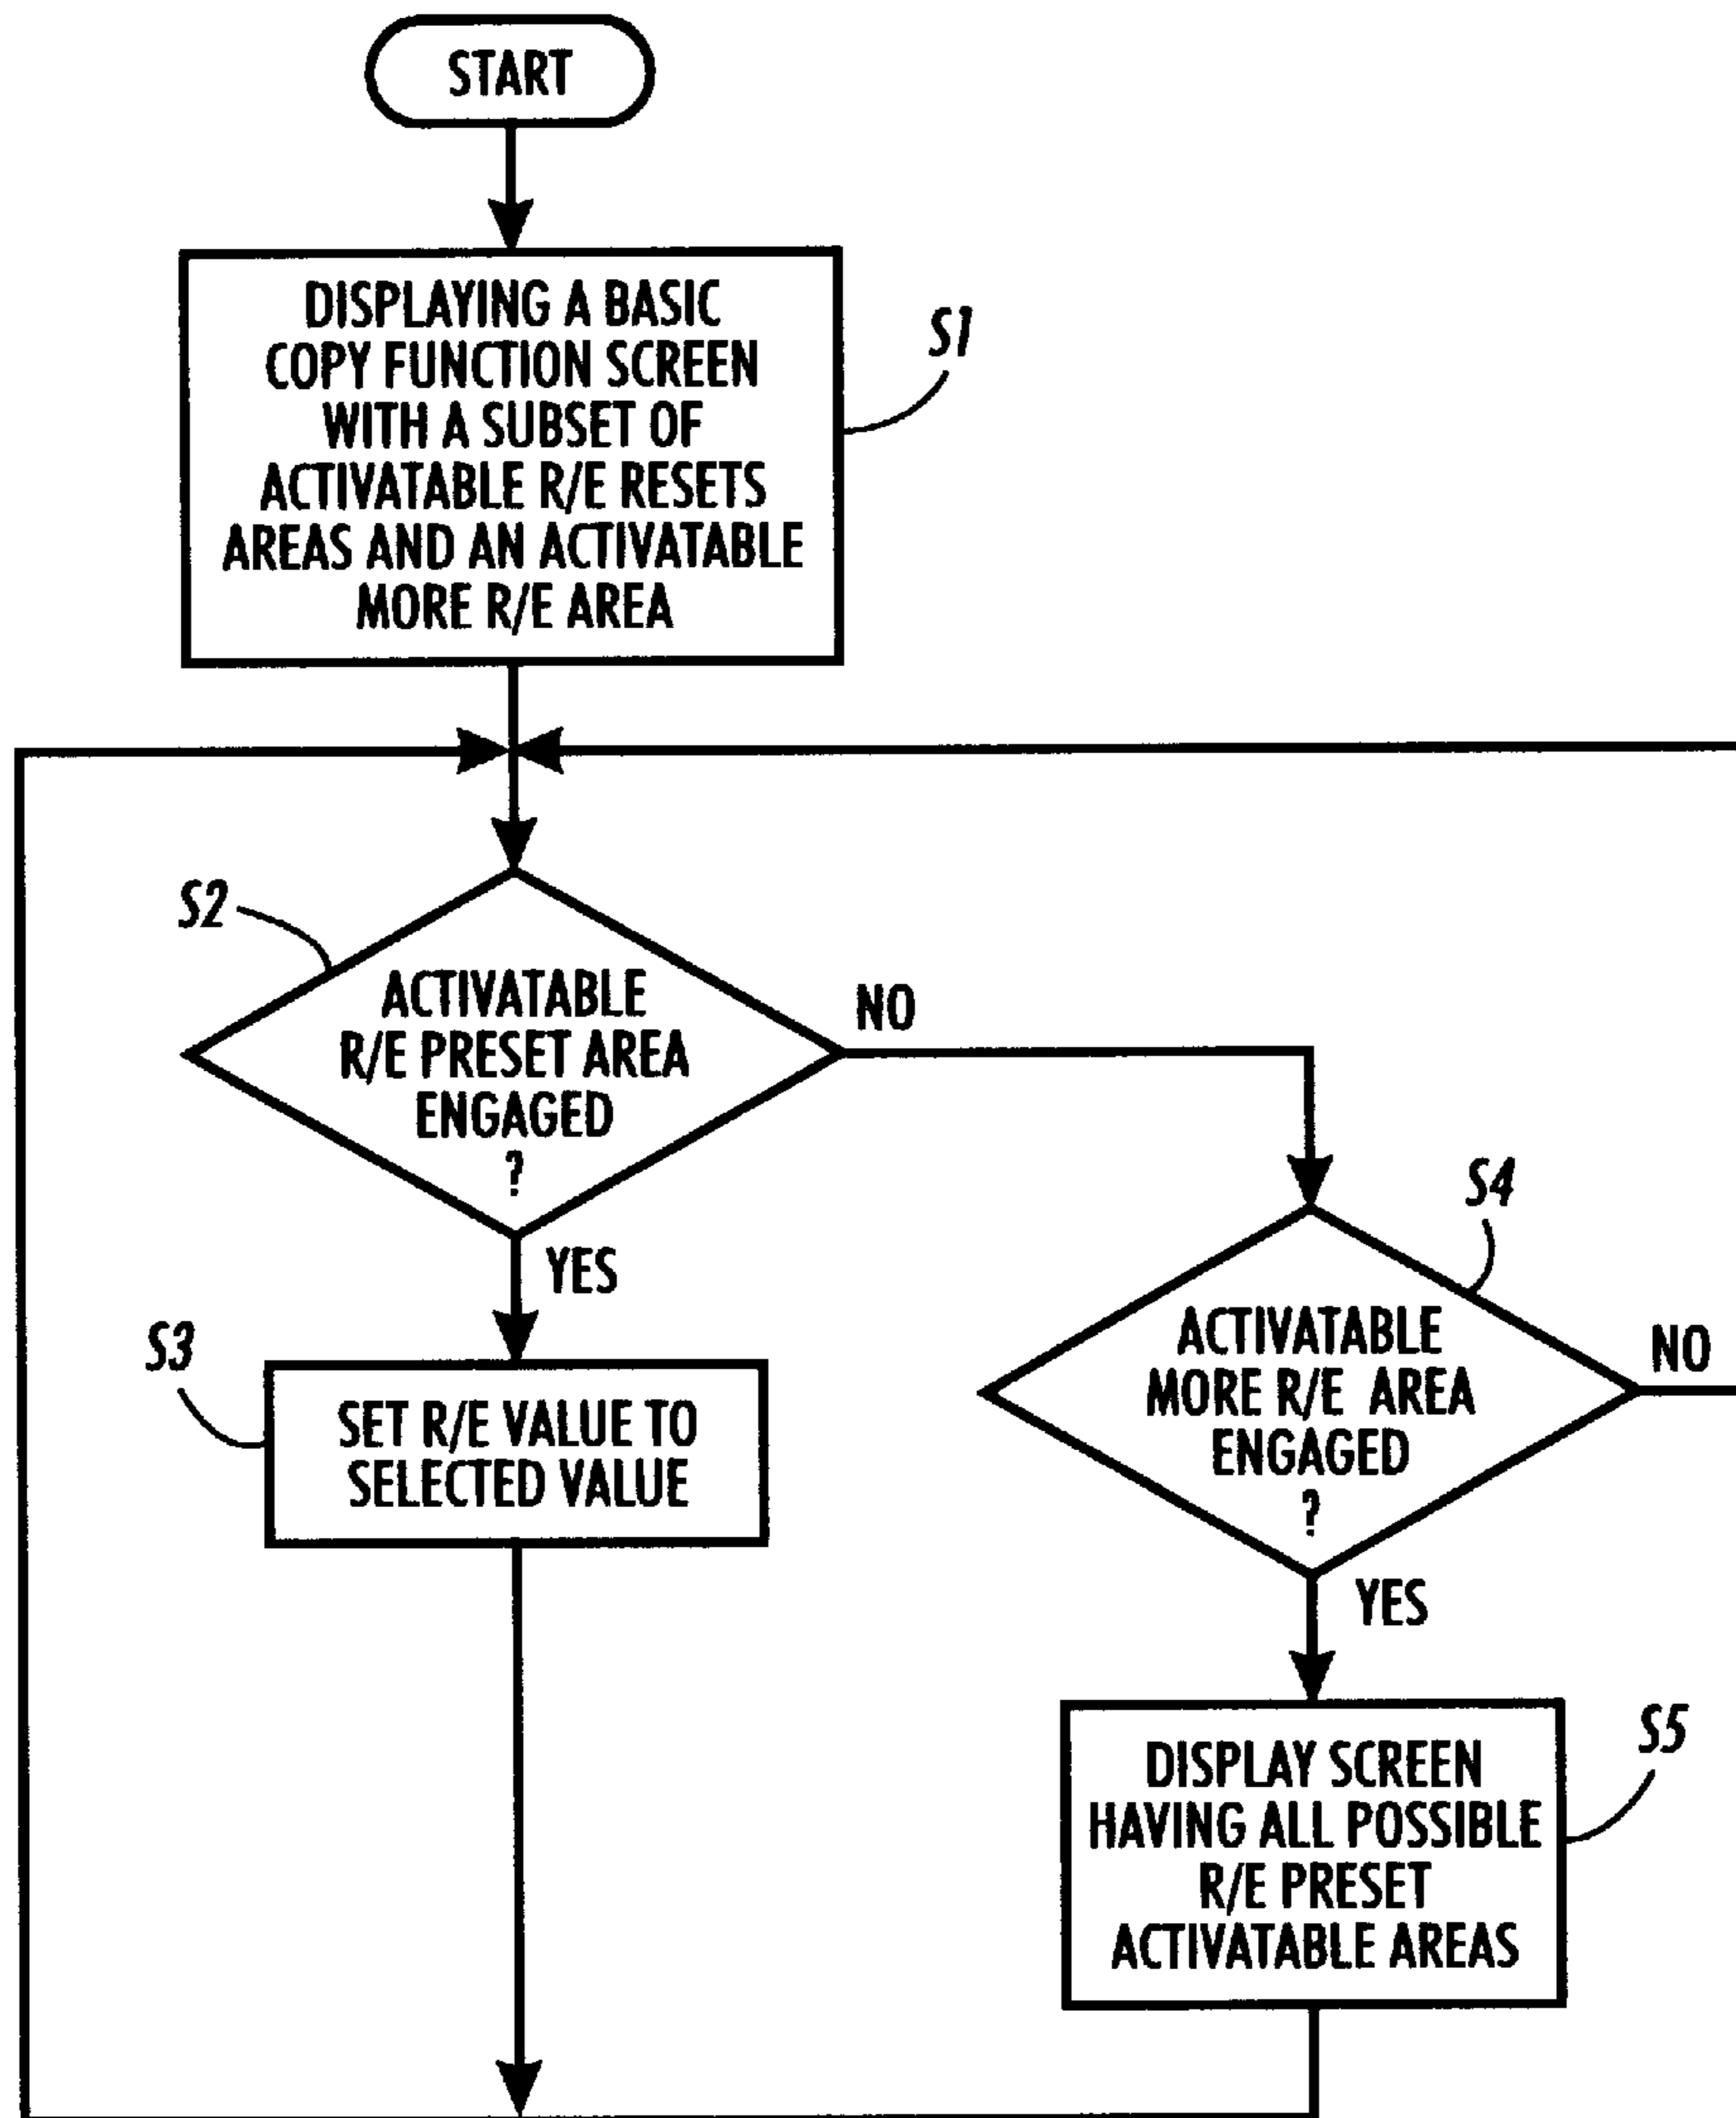 START
DISPLAYING A BASIC
COPY FUNCTION SCREEN
WITH A SUBSET OF
ACTIVATABLE R/E RESETS
AREAS AND AN ACTIVATABLE
MORE R/E AREA
S1
S2
ACTIVATABLE
R/E PRESET AREA
ENGAGED
?
NO
YES
S3
SET R/E VALUE TO
SELECTED VALUE
S4
ACTIVATABLE
MORE R/E AREA
ENGAGED
?
NO
YES
S5
DISPLAY SCREEN
HAVING ALL POSSIBLE
R/E PRESET
ACTIVATABLE AREAS